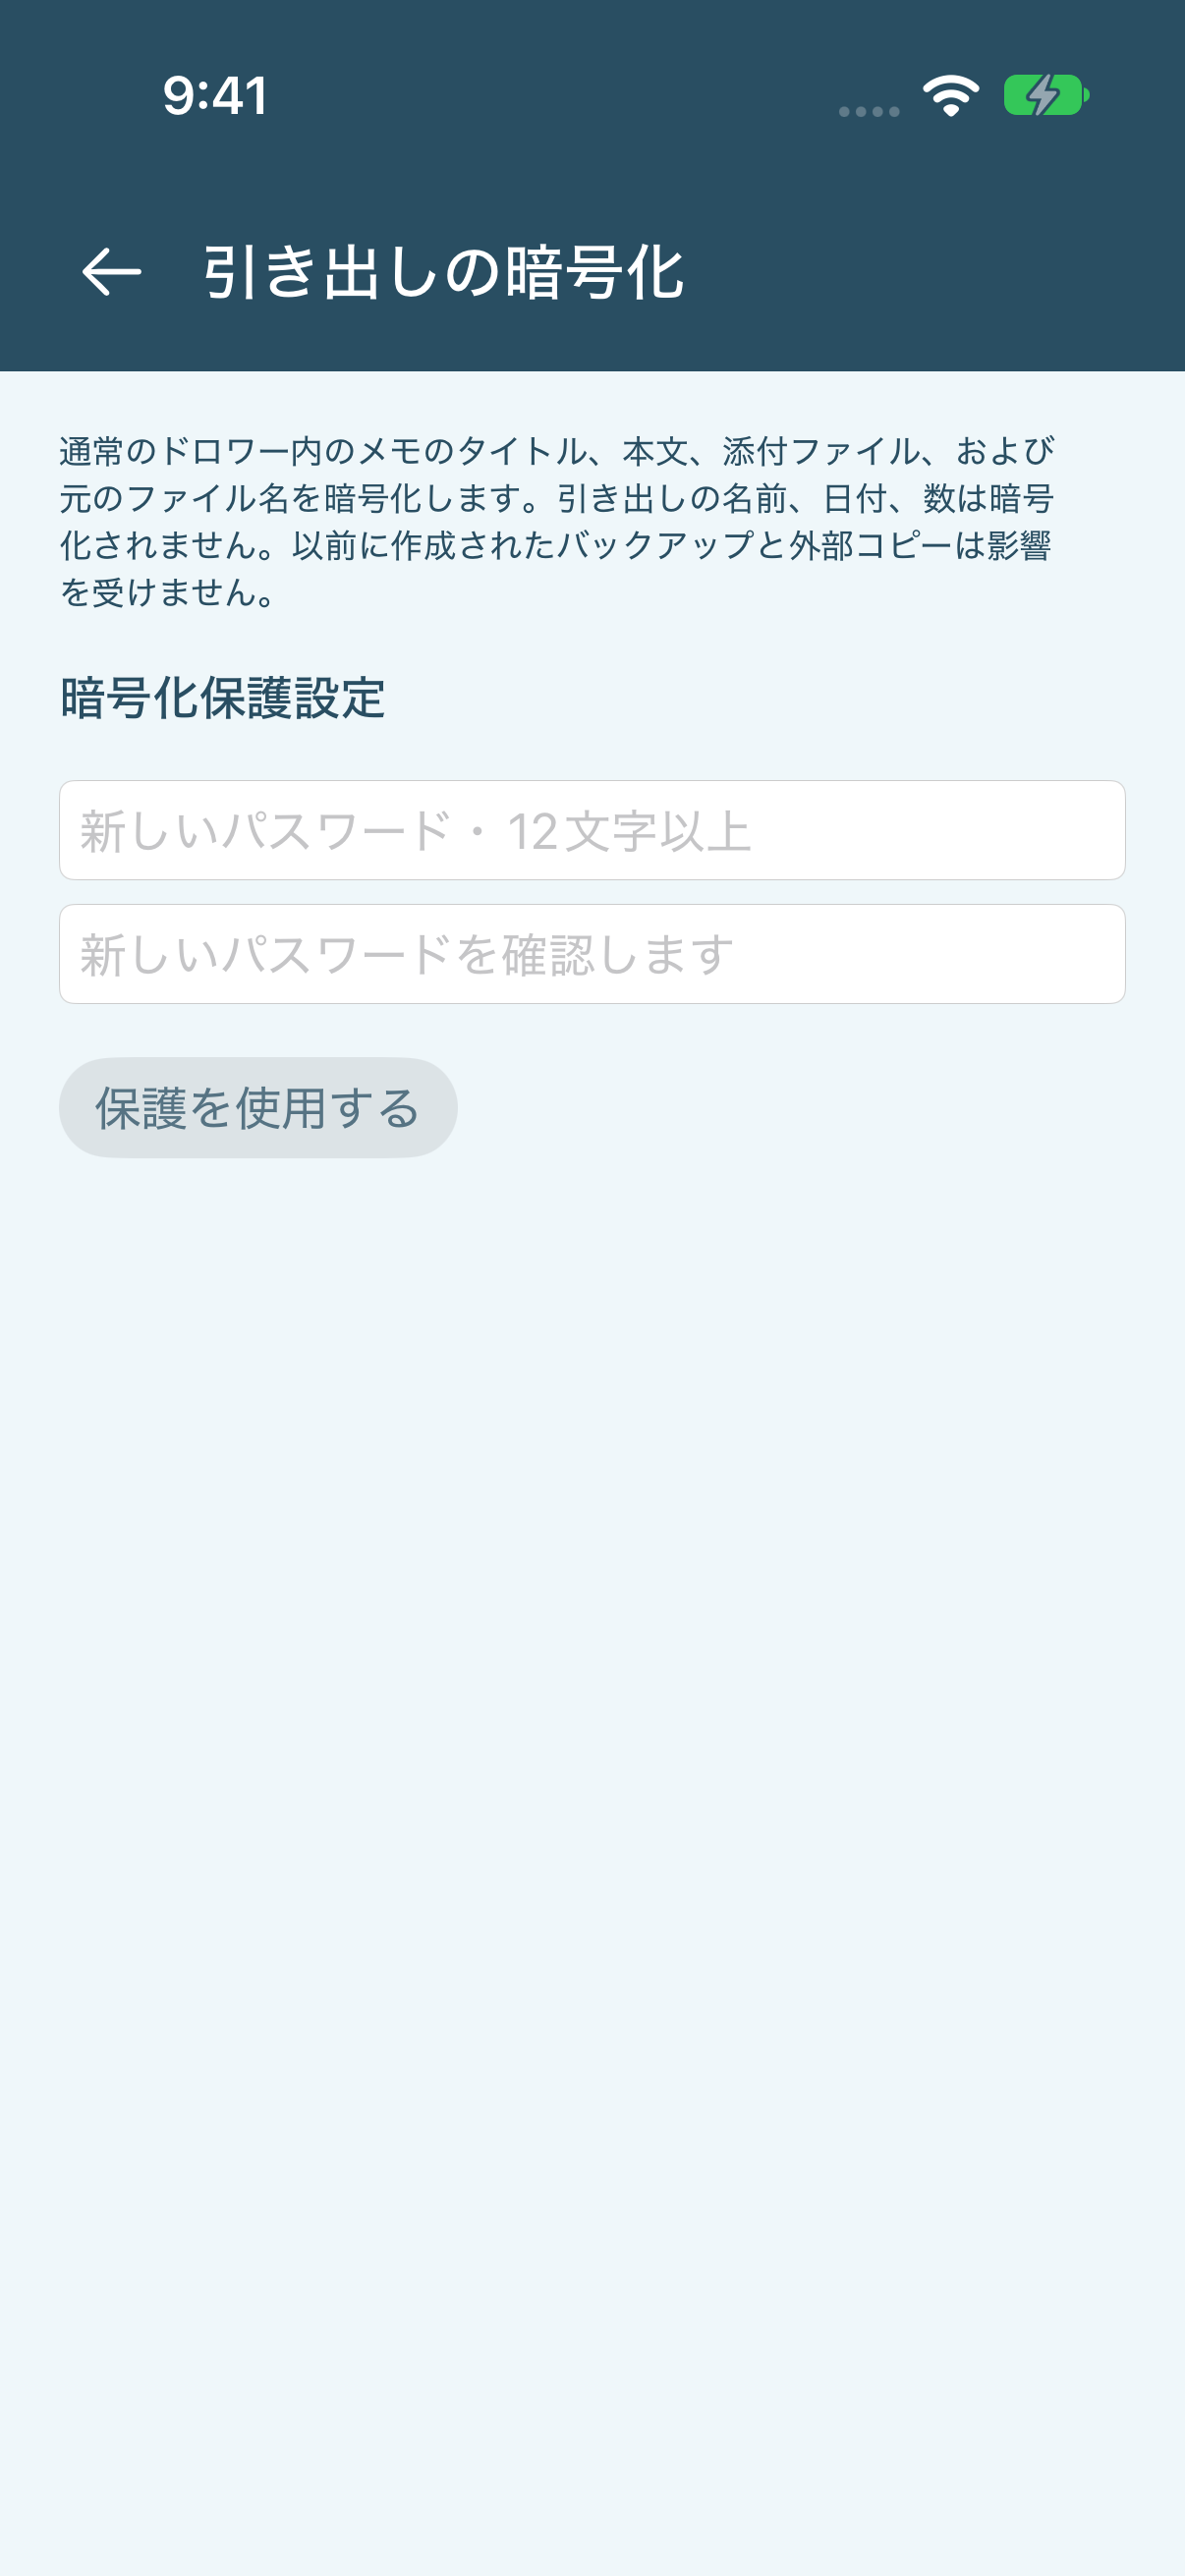 9:41
引き出しの暗号化
通常のドロワー内のメモのタイトル、本文、添付ファイル、および
元のファイル名を暗号化します。引き出しの名前、日付、数は暗号
化されません。以前に作成されたバックアップと外部コピーは影響
を受けません。
暗号化保護設定
新しいパスワード・12文字以上
新しいパスワードを確認します
保護を使用する